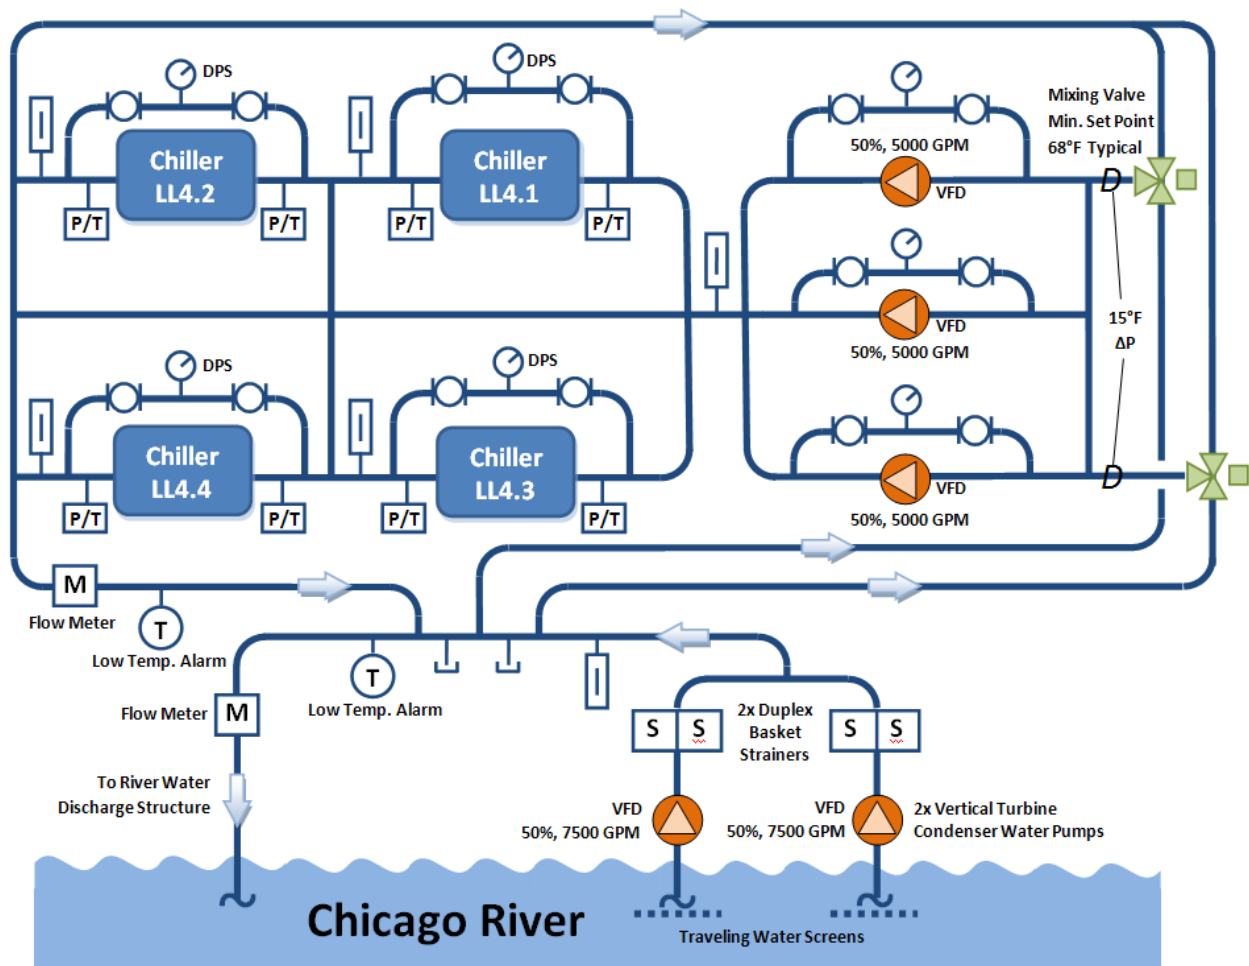 DPS
DPS
Mixing Valve
Min. Set Point
68°F Typical
50%, 5000 GPM
Chiller
LL4.2
Chiller
LL4.1
D
VFD
P/T
P/T
P/T
P/T
VFD
50%, 5000 GPM
15°F
ΔP
DPS
DPS
Chiller
LL4.4
Chiller
LL4.3
D
VFD
P/T
P/T
P/T
P/T
50%, 5000 GPM
M
Flow Meter
T
Low Temp. Alarm
T
Low Temp. Alarm
Flow Meter
M
S
S
2x Duplex
Basket
Strainers
S
S
To River Water
Discharge Structure
VFD
50%, 7500 GPM
VFD
50%, 7500 GPM
2x Vertical Turbine
Condenser Water Pumps
Chicago River
Traveling Water Screens